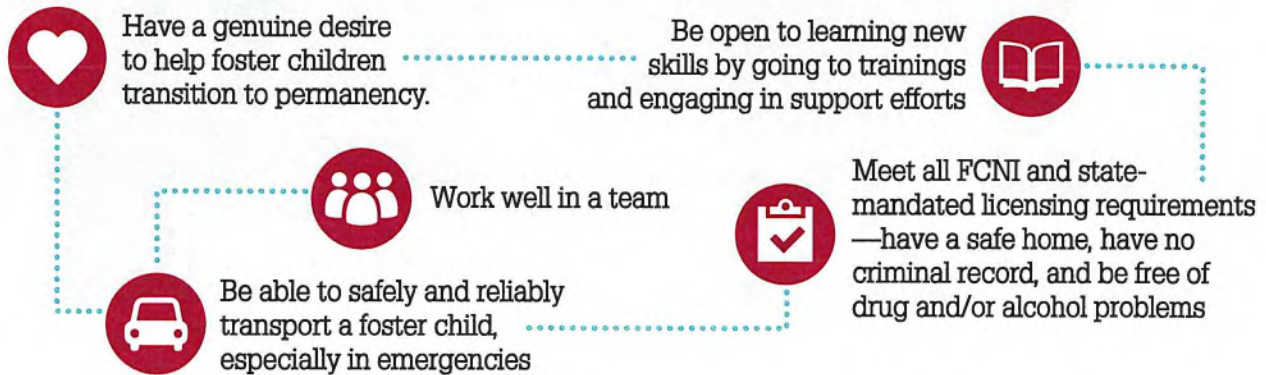 Have a genuine desire
to help foster children
transition to permanency.
Be open to learning new
skills by going to trainings
and engaging in support efforts
Work well in a team
Meet all FCNI and state-
mandated licensing requirements
—have a safe home, have no
criminal record, and be free of
drug and/or alcohol problems
Be able to safely and reliably
transport a foster child,
especially in emergencies